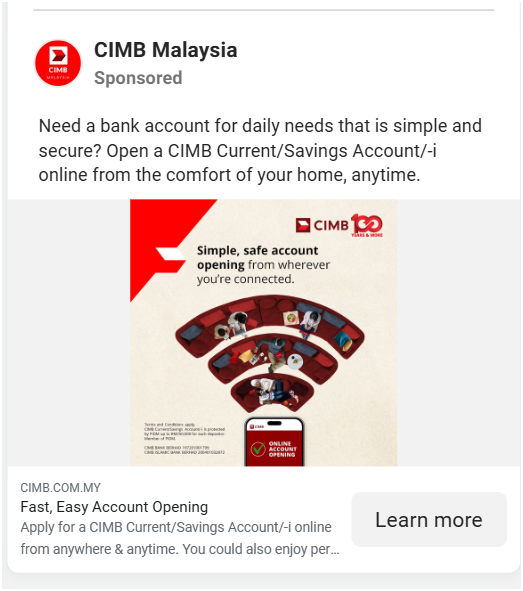 CIMB
MALAYSIA
CIMB Malaysia
Sponsored
Need a bank account for daily needs that is simple and
secure? Open a CIMB Current/Savings Account/-i
online from the comfort of your home, anytime.
CIMB 100
YEARS & MORE
Simple, safe account
opening from wherever
you're connected.
Terms and Conditions apply.
CIMB Current/Savings Account/-i is protected
by PIDM up to RM250,000 for each depositor.
Member of PIDM.
CIMB BANK BERHAD
CIMB ISLAMIC BANK BERHAD
CIMB
ONLINE
ACCOUNT
OPENING
CIMB.COM.MY
Fast, Easy Account Opening
Apply for a CIMB Current/Savings Account/-i online
from anywhere & anytime. You could also enjoy per...
Learn more